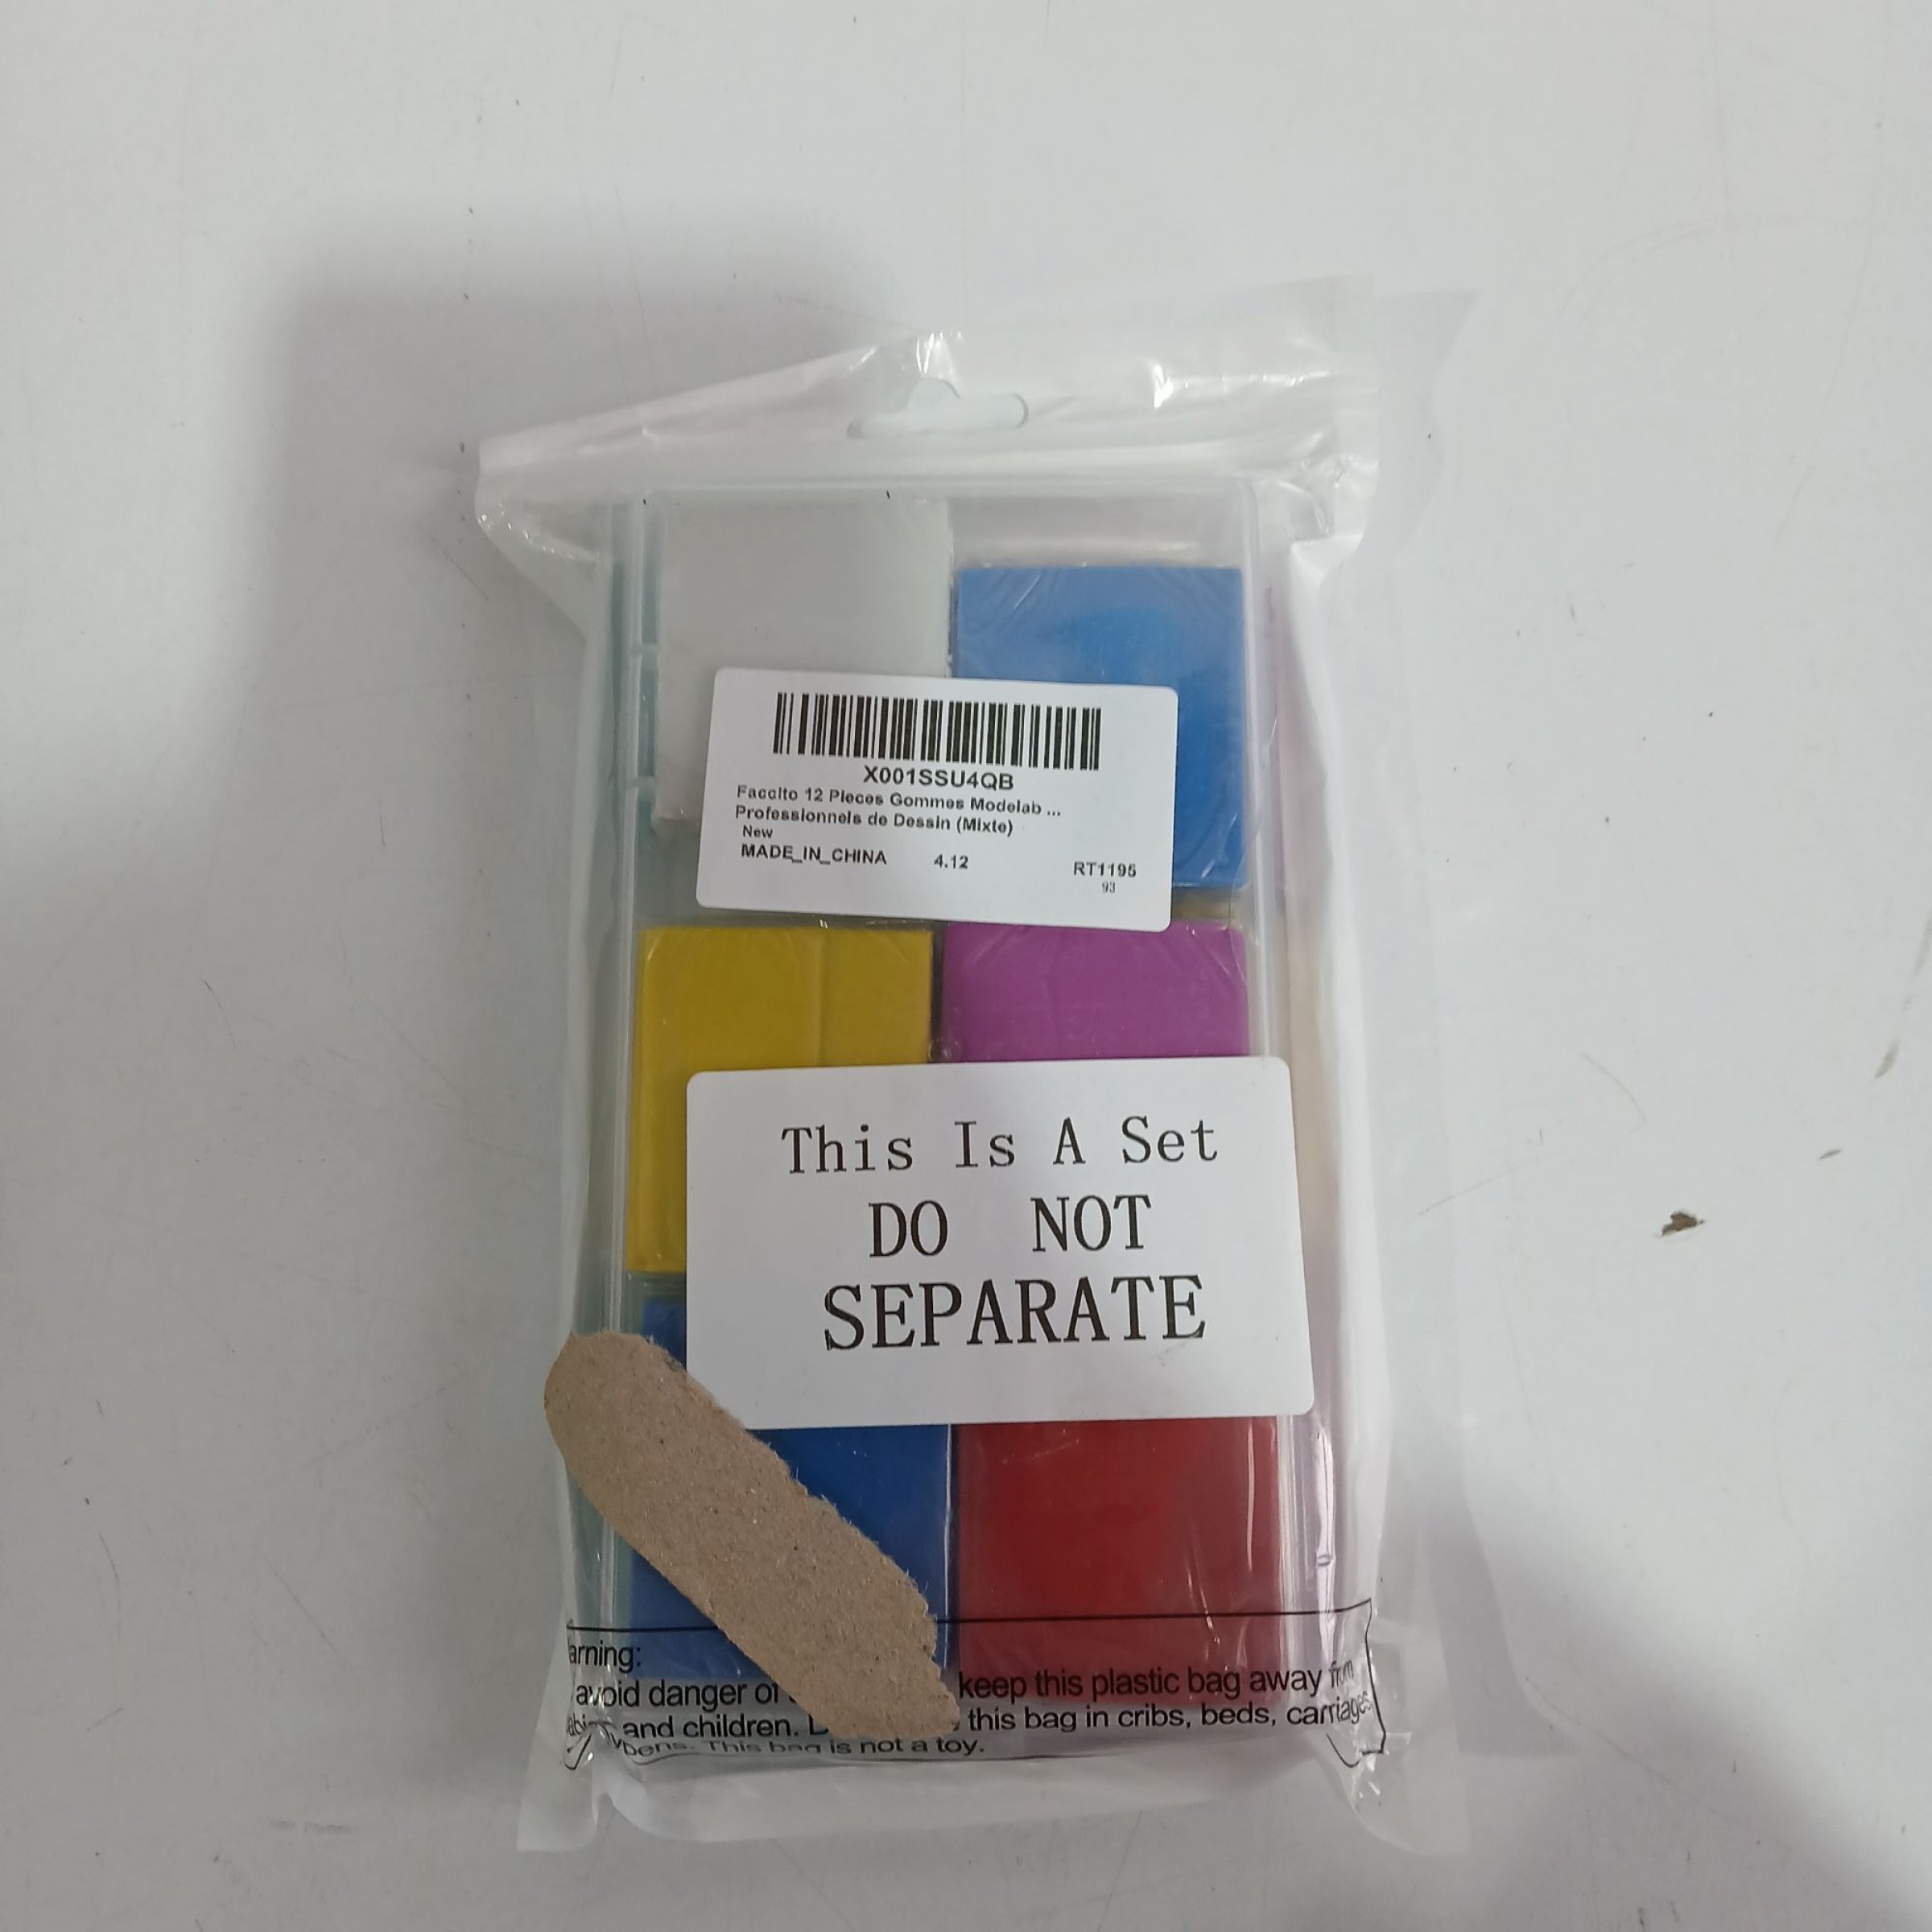 X001SSU4QB
Faccito 12 Pieces Gommes Modelab ...
Professionnels de Dessin (Mixte)
New
MADE_IN_CHINA 4.12 RT1195
93
This Is A Set
DO NOT
SEPARATE
arning:
avoid danger of keep this plastic bag away from
and children. this bag in cribs, beds, carriages
pens. This bag is not a toy.